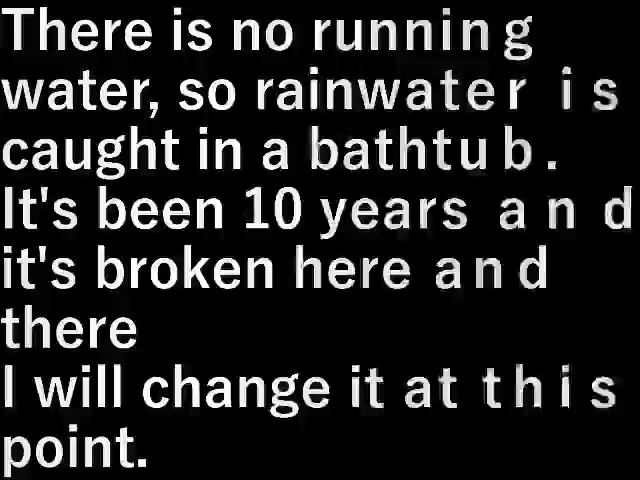 There is no running
water, so rainwater is
caught in a bathtub.
It's been 10 years and
it's broken here and
there
I will change it at this
point.